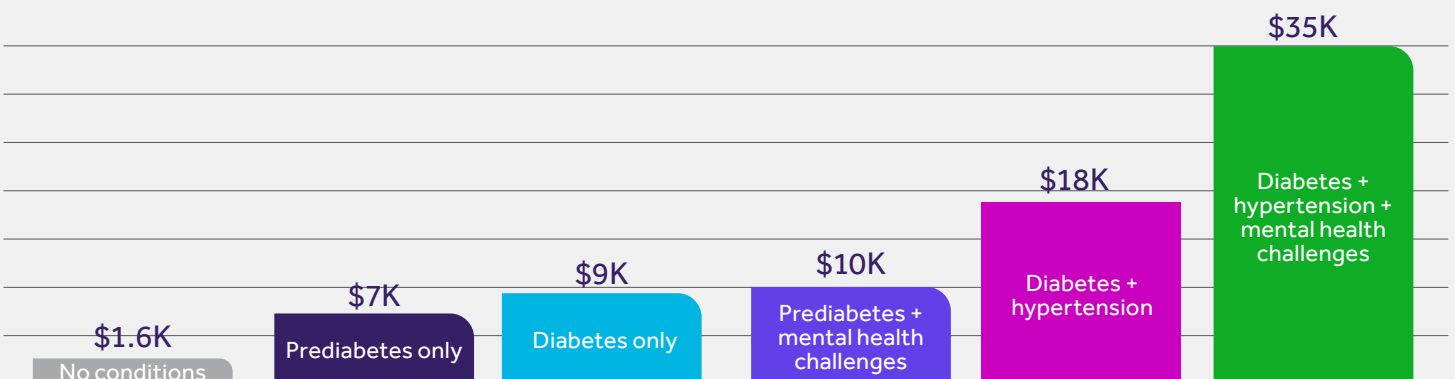 $1.6K
No conditions
$7K
Prediabetes only
$9K
Diabetes only
$10K
Prediabetes +
mental health
challenges
$18K
Diabetes +
hypertension
$35K
Diabetes +
hypertension +
mental health
challenges